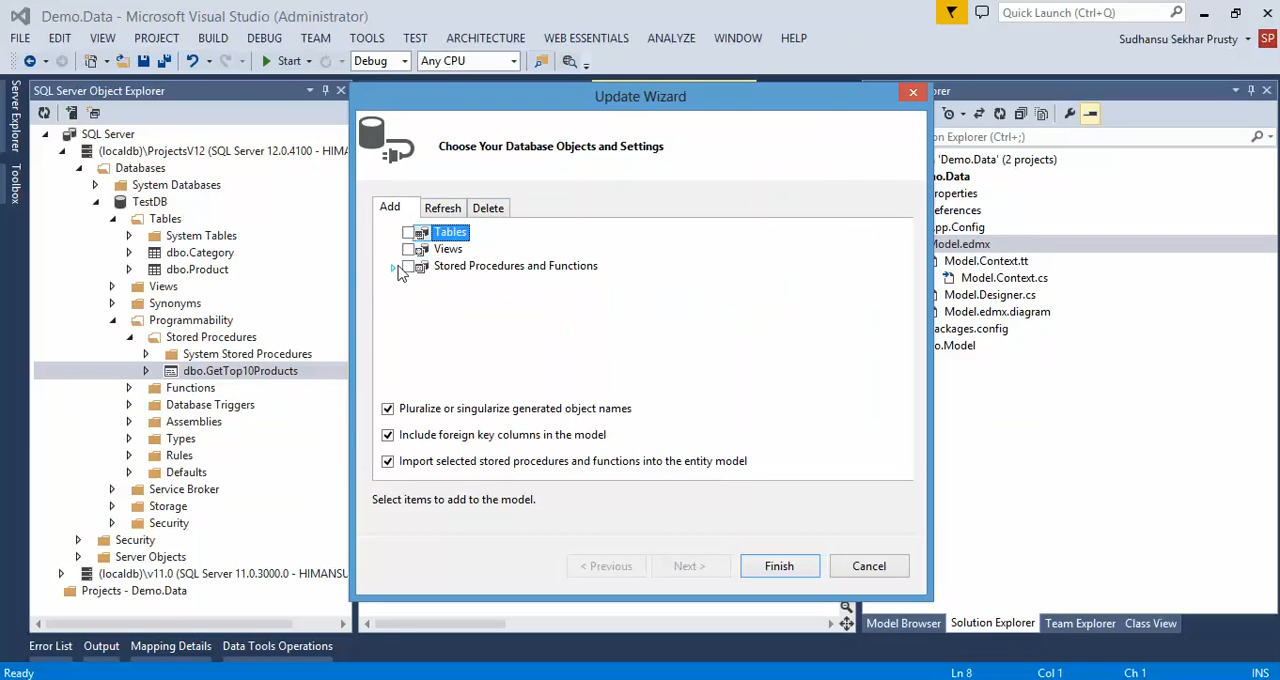 Demo.Data - Microsoft Visual Studio (Administrator)
Quick Launch (Ctrl+Q)
FILE EDIT VIEW PROJECT BUILD DEBUG TEAM TOOLS TEST ARCHITECTURE WEB ESSENTIALS ANALYZE WINDOW HELP
Sudhansu Sekhar Prusty SP
Start Debug Any CPU
Server Explorer
Toolbox
SQL Server Object Explorer
SQL Server
(localdb)\ProjectsV12 (SQL Server 12.0.4100 - HIMAN
Databases
System Databases
TestDB
Tables
System Tables
dbo.Category
dbo.Product
Views
Synonyms
Programmability
Stored Procedures
System Stored Procedures
dbo.GetTop10Products
Functions
Database Triggers
Assemblies
Types
Rules
Defaults
Service Broker
Storage
Security
Security
Server Objects
(localdb)\v11.0 (SQL Server 11.0.3000.0 - HIMANSU
Projects - Demo.Data
Update Wizard
Choose Your Database Objects and Settings
Add Refresh Delete
Tables
Views
Stored Procedures and Functions
Pluralize or singularize generated object names
Include foreign key columns in the model
Import selected stored procedures and functions into the entity model
Select items to add to the model.
< Previous Next > Finish Cancel
orer
on Explorer (Ctrl+;)
'Demo.Data' (2 projects)
mo.Data
roperties
eferences
pp.Config
Model.edmx
Model.Context.tt
Model.Context.cs
Model.Designer.cs
Model.edmx.diagram
ackages.config
o.Model
Model Browser Solution Explorer Team Explorer Class View
Error List Output Mapping Details Data Tools Operations
Ready Ln 8 Col 1 Ch 1 INS